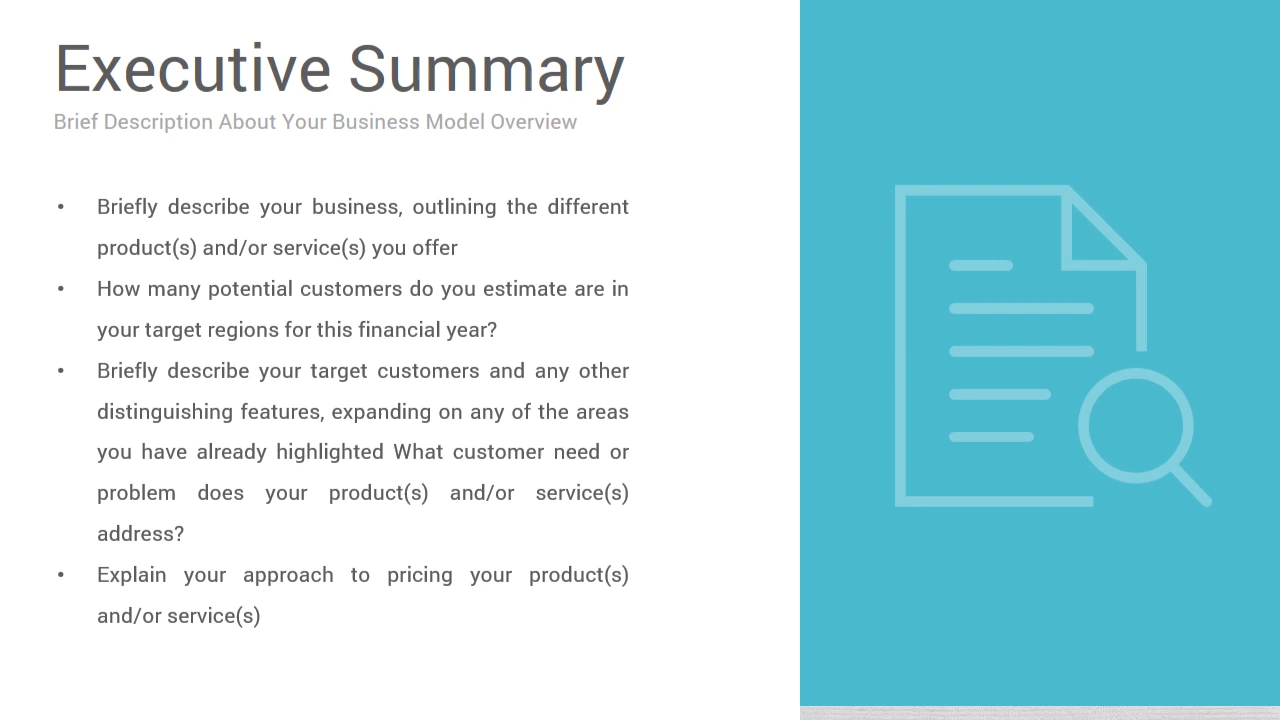 Executive Summary
Brief Description About Your Business Model Overview
• Briefly describe your business, outlining the different
product(s) and/or service(s) you offer
• How many potential customers do you estimate are in
your target regions for this financial year?
• Briefly describe your target customers and any other
distinguishing features, expanding on any of the areas
you have already highlighted What customer need or
problem does your product(s) and/or service(s)
address?
• Explain your approach to pricing your product(s)
and/or service(s)